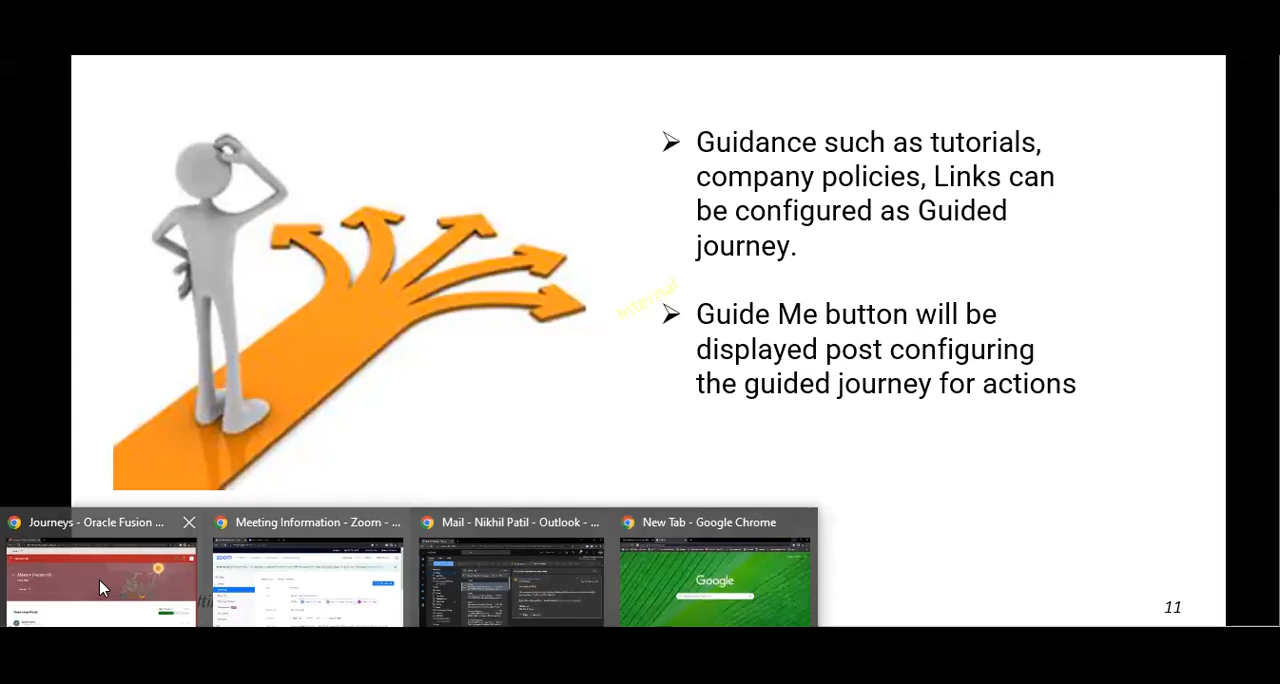 ➢ Guidance such as tutorials,
company policies, Links can
be configured as Guided
journey.
Internal
➢ Guide Me button will be
displayed post configuring
the guided journey for actions
Journeys - Oracle Fusion ...
Meeting Information - Zoom - ...
Mail - Nikhil Patil - Outlook - ...
New Tab - Google Chrome
zoom
Google
11